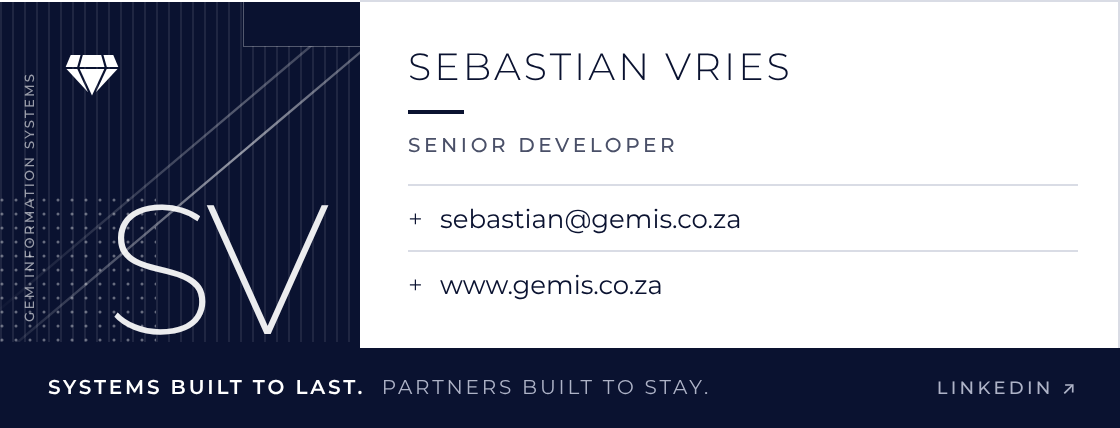 GEM INFORMATION SYSTEMS
SV
SEBASTIAN VRIES
SENIOR DEVELOPER
+ sebastian@gemis.co.za
+ www.gemis.co.za
SYSTEMS BUILT TO LAST. PARTNERS BUILT TO STAY.
LINKEDIN ↗